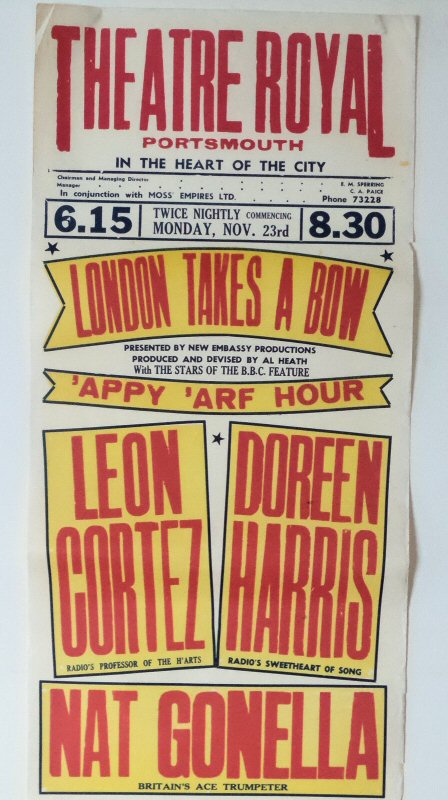 THEATRE ROYAL
PORTSMOUTH
IN THE HEART OF THE CITY
Chairman and Managing Director . . . . . . E. M. SPERRING
Manager . . . . . . . . C. A. PAICE
In conjunction with MOSS' EMPIRES LTD. Phone 73228
6.15 TWICE NIGHTLY COMMENCING MONDAY, NOV. 23rd 8.30
LONDON TAKES A BOW
PRESENTED BY NEW EMBASSY PRODUCTIONS
PRODUCED AND DEVISED BY AL HEATH
With THE STARS OF THE B.B.C. FEATURE
'APPY 'ARF HOUR
LEON
CORTEZ
RADIO'S PROFESSOR OF THE H'ARTS
DOREEN
HARRIS
RADIO'S SWEETHEART OF SONG
NAT GONELLA
BRITAIN'S ACE TRUMPETER